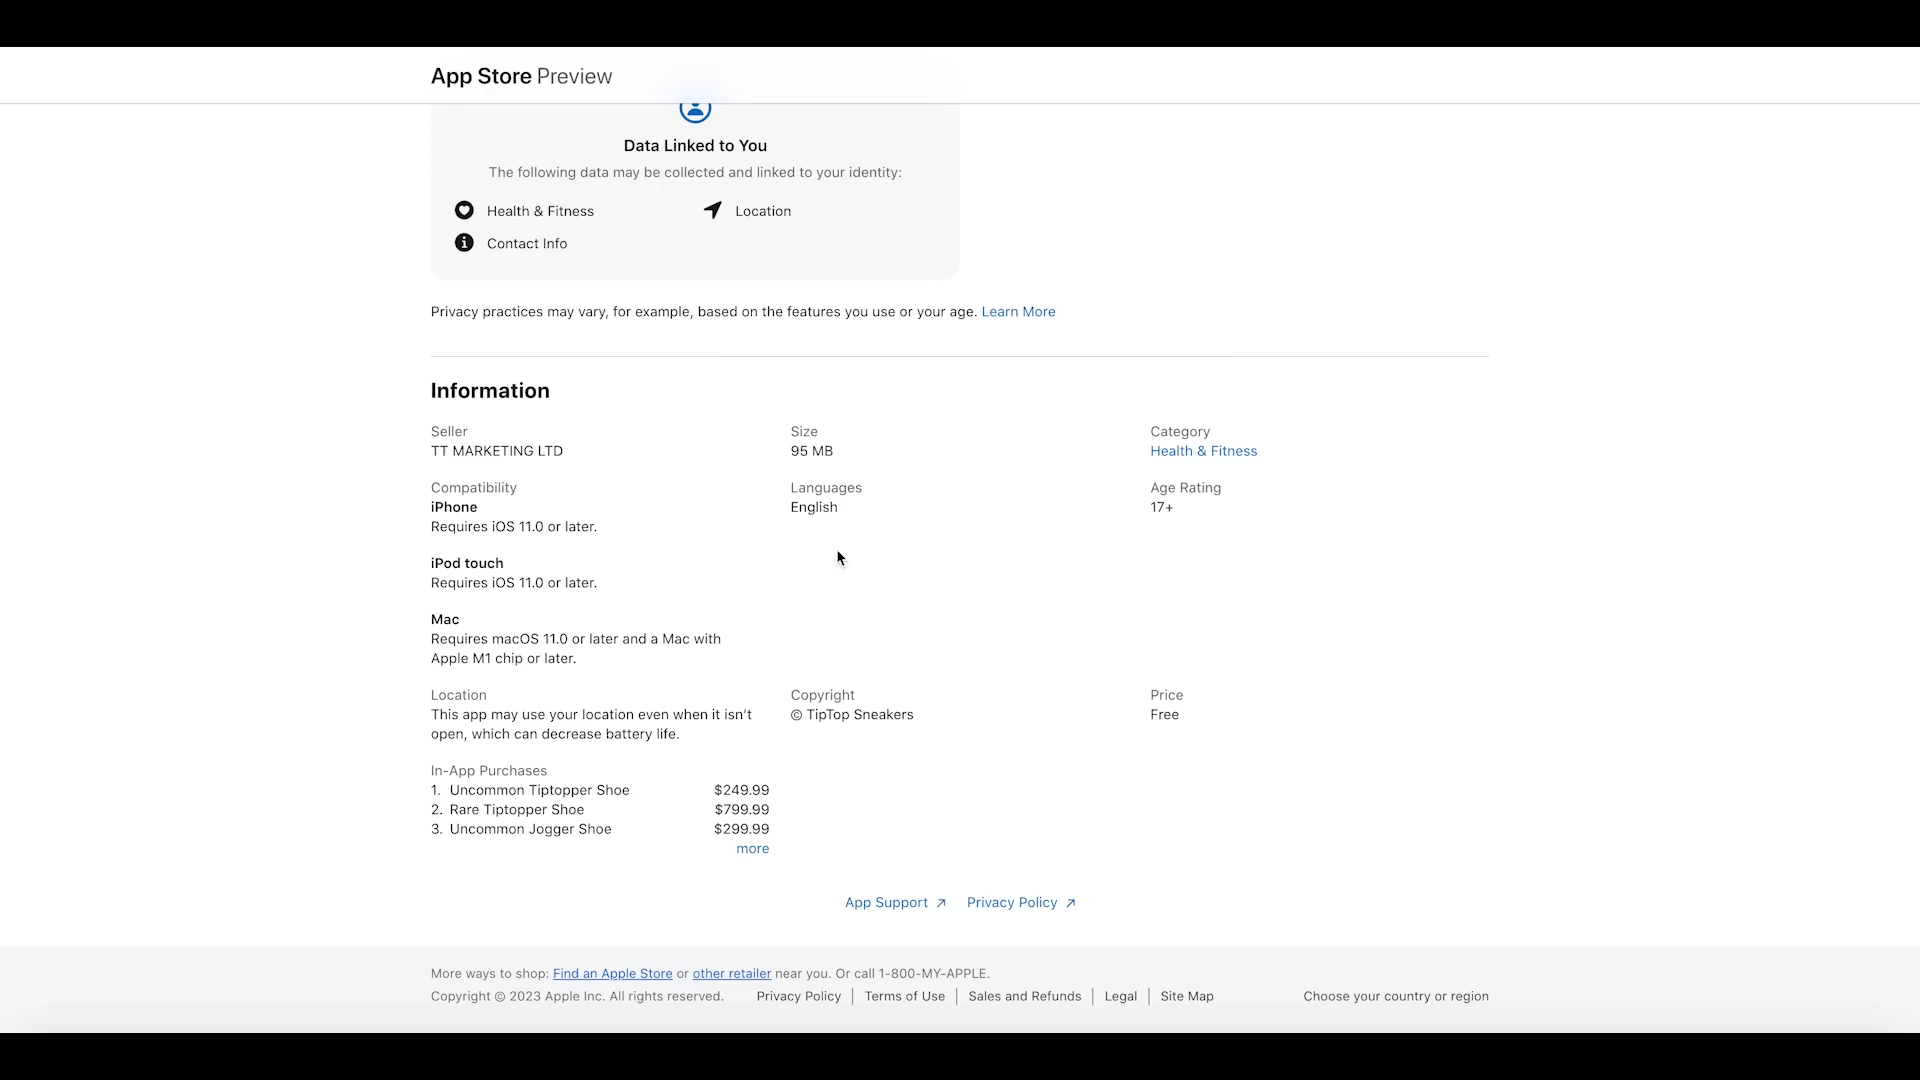 App Store Preview
Data Linked to You
The following data may be collected and linked to your identity:
Health & Fitness
Location
Contact Info
Privacy practices may vary, for example, based on the features you use or your age. Learn More
Information
Seller
TT MARKETING LTD
Size
95 MB
Category
Health & Fitness
Compatibility
iPhone
Requires iOS 11.0 or later.
iPod touch
Requires iOS 11.0 or later.
Mac
Requires macOS 11.0 or later and a Mac with
Apple M1 chip or later.
Languages
English
Age Rating
17+
Location
This app may use your location even when it isn't
open, which can decrease battery life.
Copyright
© TipTop Sneakers
Price
Free
In-App Purchases
1. Uncommon Tiptopper Shoe $249.99
2. Rare Tiptopper Shoe $799.99
3. Uncommon Jogger Shoe $299.99
more
App Support ↗ Privacy Policy ↗
More ways to shop: Find an Apple Store or other retailer near you. Or call 1-800-MY-APPLE.
Copyright © 2023 Apple Inc. All rights reserved. Privacy Policy | Terms of Use | Sales and Refunds | Legal | Site Map Choose your country or region